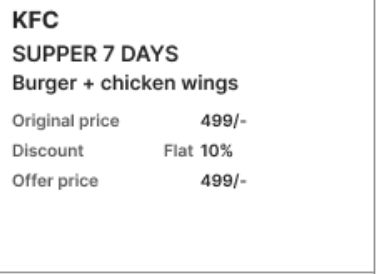 KFC
SUPPER 7 DAYS
Burger + chicken wings
Original price 499/-
Discount Flat 10%
Offer price 499/-